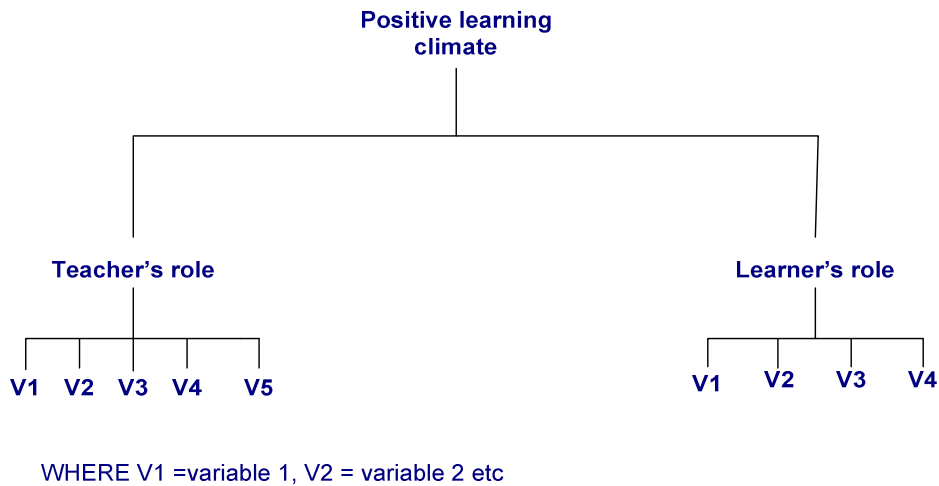 Positive learning
climate
Teacher's role
Learner's role
V1 V2 V3 V4 V5
V1 V2 V3 V4
WHERE V1 =variable 1, V2 = variable 2 etc